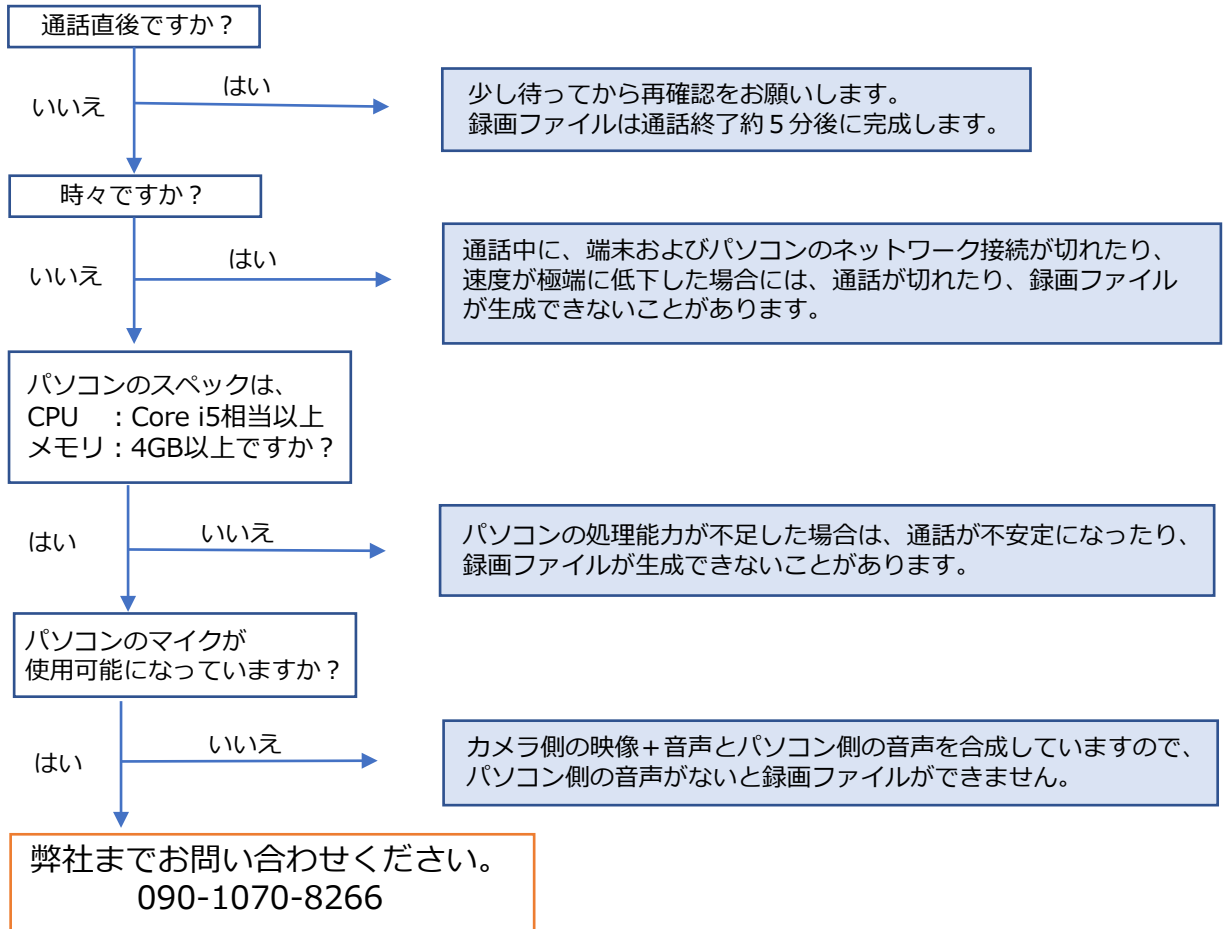 通話直後ですか？
はい
いいえ
少し待ってから再確認をお願いします。
録画ファイルは通話終了約５分後に完成します。
時々ですか？
はい
いいえ
通話中に、端末およびパソコンのネットワーク接続が切れたり、
速度が極端に低下した場合には、通話が切れたり、録画ファイル
が生成できないことがあります。
パソコンのスペックは、
CPU　：Core i5相当以上
メモリ：4GB以上ですか？
いいえ
はい
パソコンの処理能力が不足した場合は、通話が不安定になったり、
録画ファイルが生成できないことがあります。
パソコンのマイクが
使用可能になっていますか？
いいえ
はい
カメラ側の映像＋音声とパソコン側の音声を合成していますので、
パソコン側の音声がないと録画ファイルができません。
弊社までお問い合わせください。
090-1070-8266